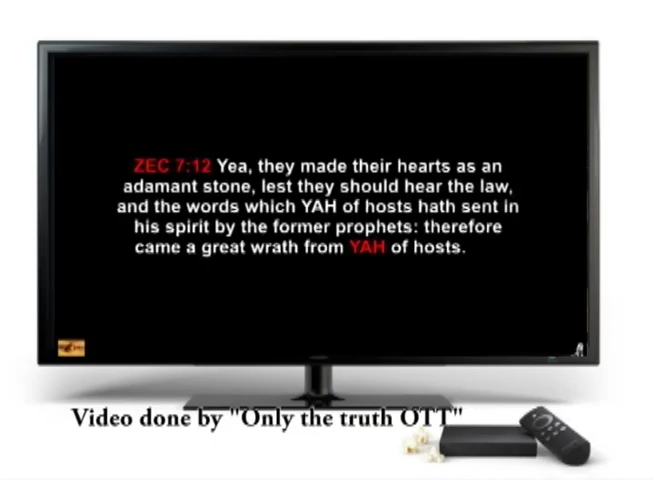 ZEC 7:12 Yea, they made their hearts as an
adamant stone, lest they should hear the law,
and the words which YAH of hosts hath sent in
his spirit by the former prophets: therefore
came a great wrath from YAH of hosts.
Video done by "Only the truth OTT"